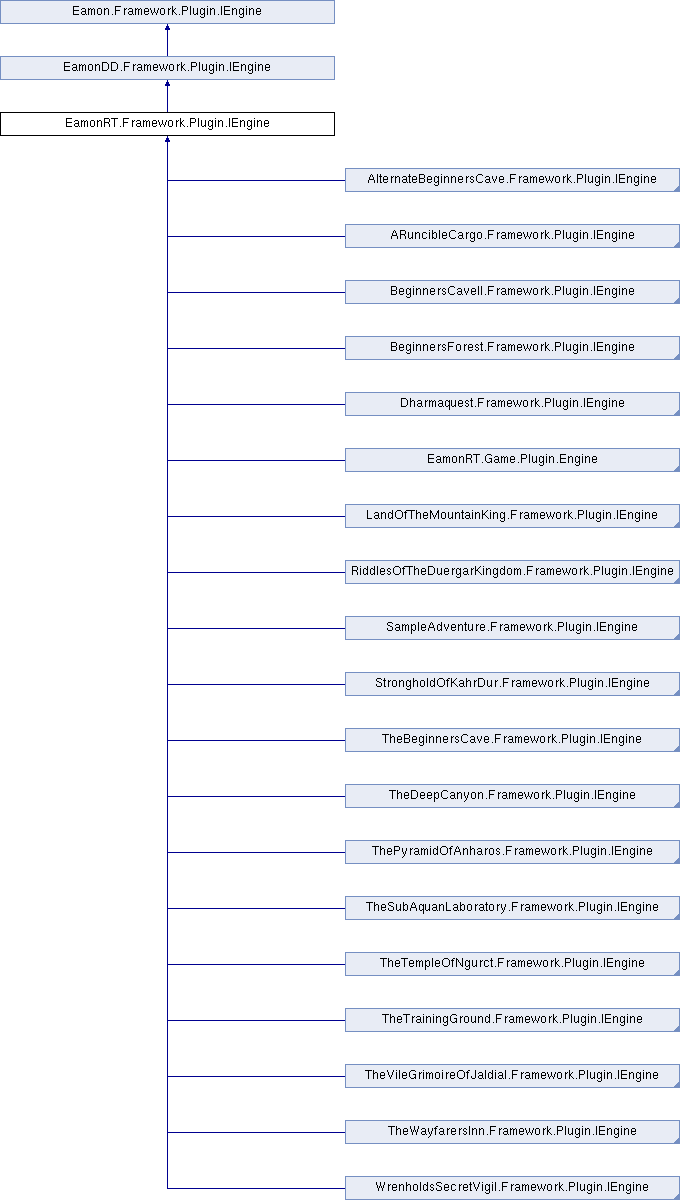 Eamon.Framework.Plugin.IEngine
EamonDD.Framework.Plugin.IEngine
EamonRT.Framework.Plugin.IEngine
AlternateBeginnersCave.Framework.Plugin.IEngine
ARuncibleCargo.Framework.Plugin.IEngine
BeginnersCaveII.Framework.Plugin.IEngine
BeginnersForest.Framework.Plugin.IEngine
Dharmaquest.Framework.Plugin.IEngine
EamonRT.Game.Plugin.Engine
LandOfTheMountainKing.Framework.Plugin.IEngine
RiddlesOfTheDuergarKingdom.Framework.Plugin.IEngine
SampleAdventure.Framework.Plugin.IEngine
StrongholdOfKahrDur.Framework.Plugin.IEngine
TheBeginnersCave.Framework.Plugin.IEngine
TheDeepCanyon.Framework.Plugin.IEngine
ThePyramidOfAnharos.Framework.Plugin.IEngine
TheSubAquanLaboratory.Framework.Plugin.IEngine
TheTempleOfNgurct.Framework.Plugin.IEngine
TheTrainingGround.Framework.Plugin.IEngine
TheVileGrimoireOfJaldial.Framework.Plugin.IEngine
TheWayfarersInn.Framework.Plugin.IEngine
WrenholdsSecretVigil.Framework.Plugin.IEngine